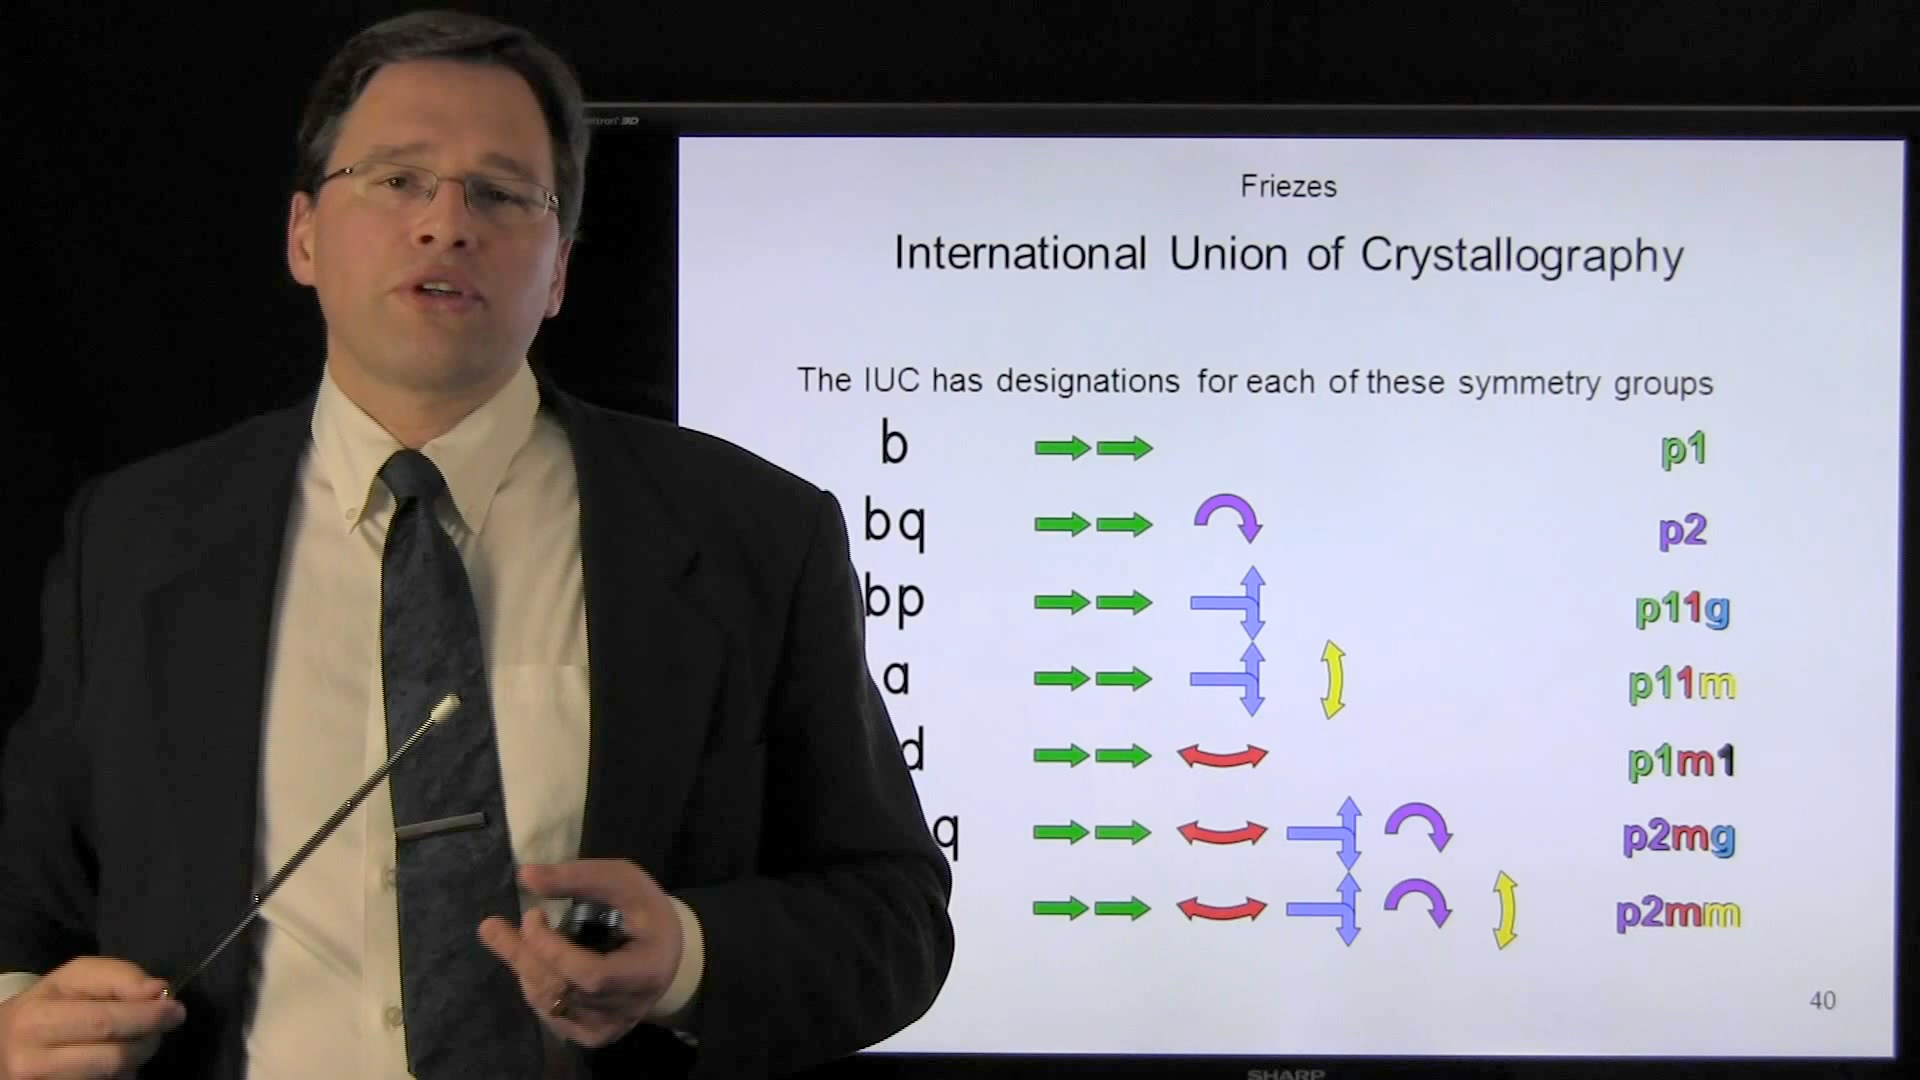 Friezes
International Union of Crystallography
The IUC has designations for each of these symmetry groups
b p1
bq p2
bp p11g
a p11m
d p1m1
q p2mg
p2mm
40
SHARP